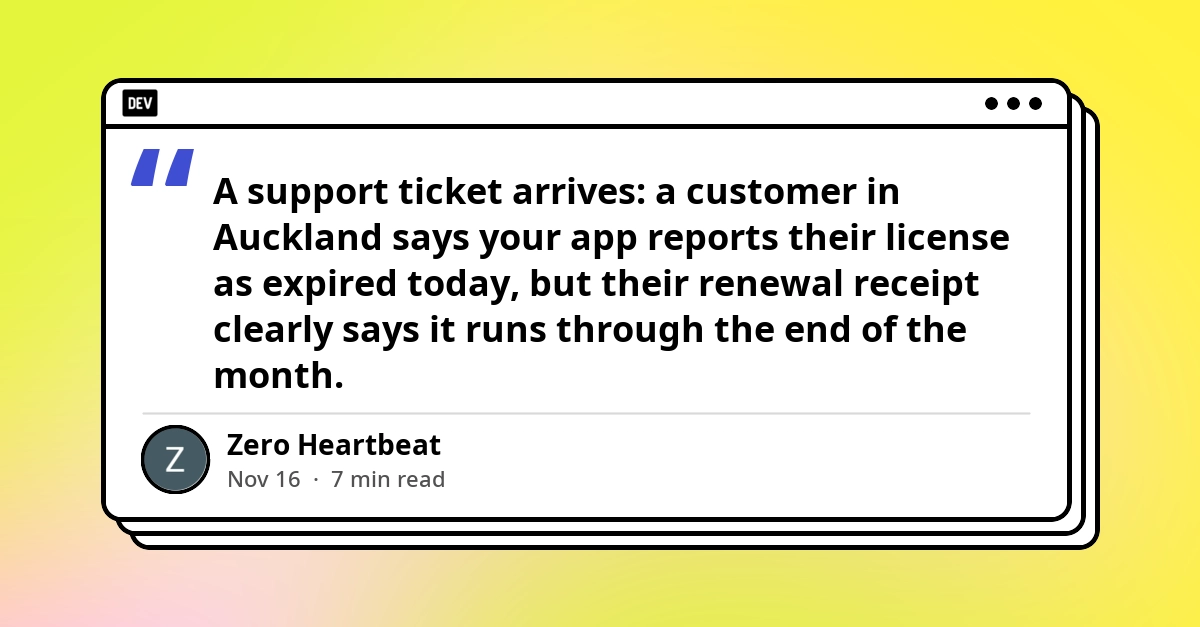 DEV
“
A support ticket arrives: a customer in
Auckland says your app reports their license
as expired today, but their renewal receipt
clearly says it runs through the end of the
month.
Z
Zero Heartbeat
Nov 16 · 7 min read